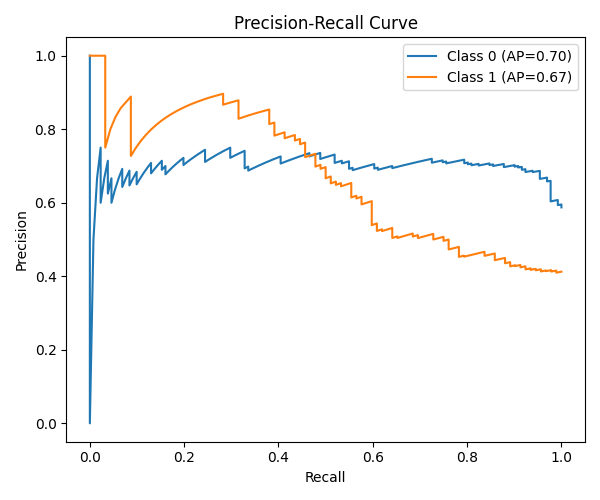 Precision-Recall Curve
Class 0 (AP=0.70)
Class 1 (AP=0.67)
Precision
1.0
0.8
0.6
0.4
0.2
0.0
0.0 0.2 0.4 0.6 0.8 1.0
Recall